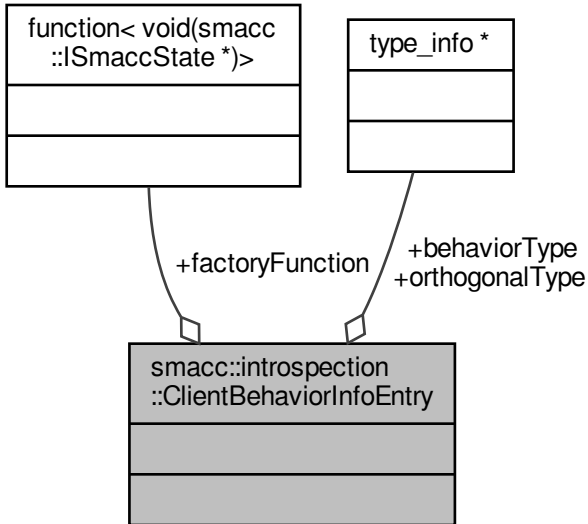 function< void(smacc
::ISmaccState *)>
type_info *
+factoryFunction
+behaviorType
+orthogonalType
smacc::introspection
::ClientBehaviorInfoEntry